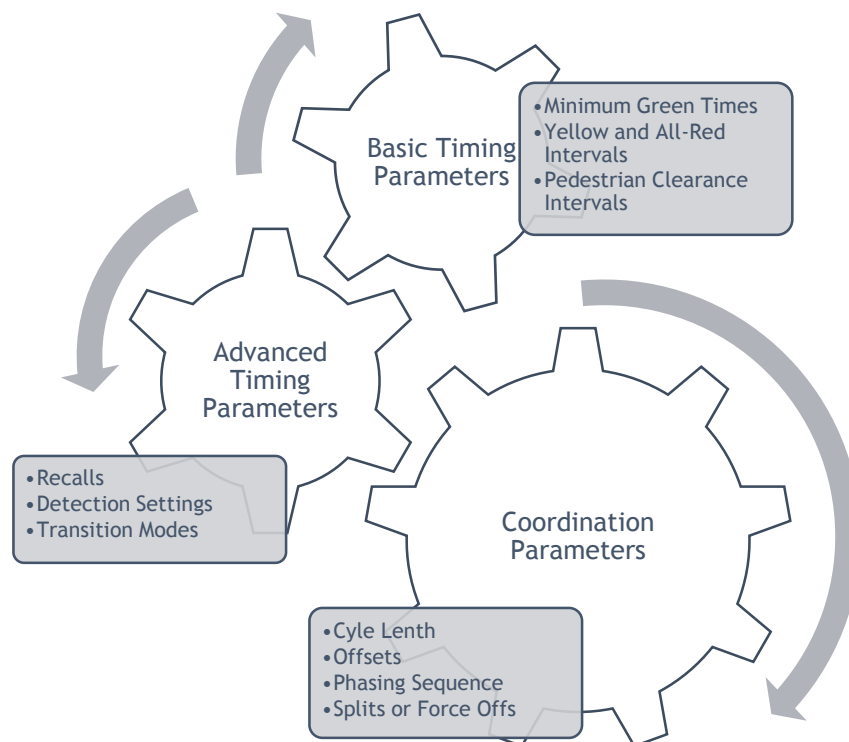 Basic Timing
Parameters
•Minimum Green Times
•Yellow and All-Red
Intervals
•Pedestrian Clearance
Intervals
Advanced
Timing
Parameters
•Recalls
•Detection Settings
•Transition Modes
Coordination
Parameters
•Cyle Lenth
•Offsets
•Phasing Sequence
•Splits or Force Offs